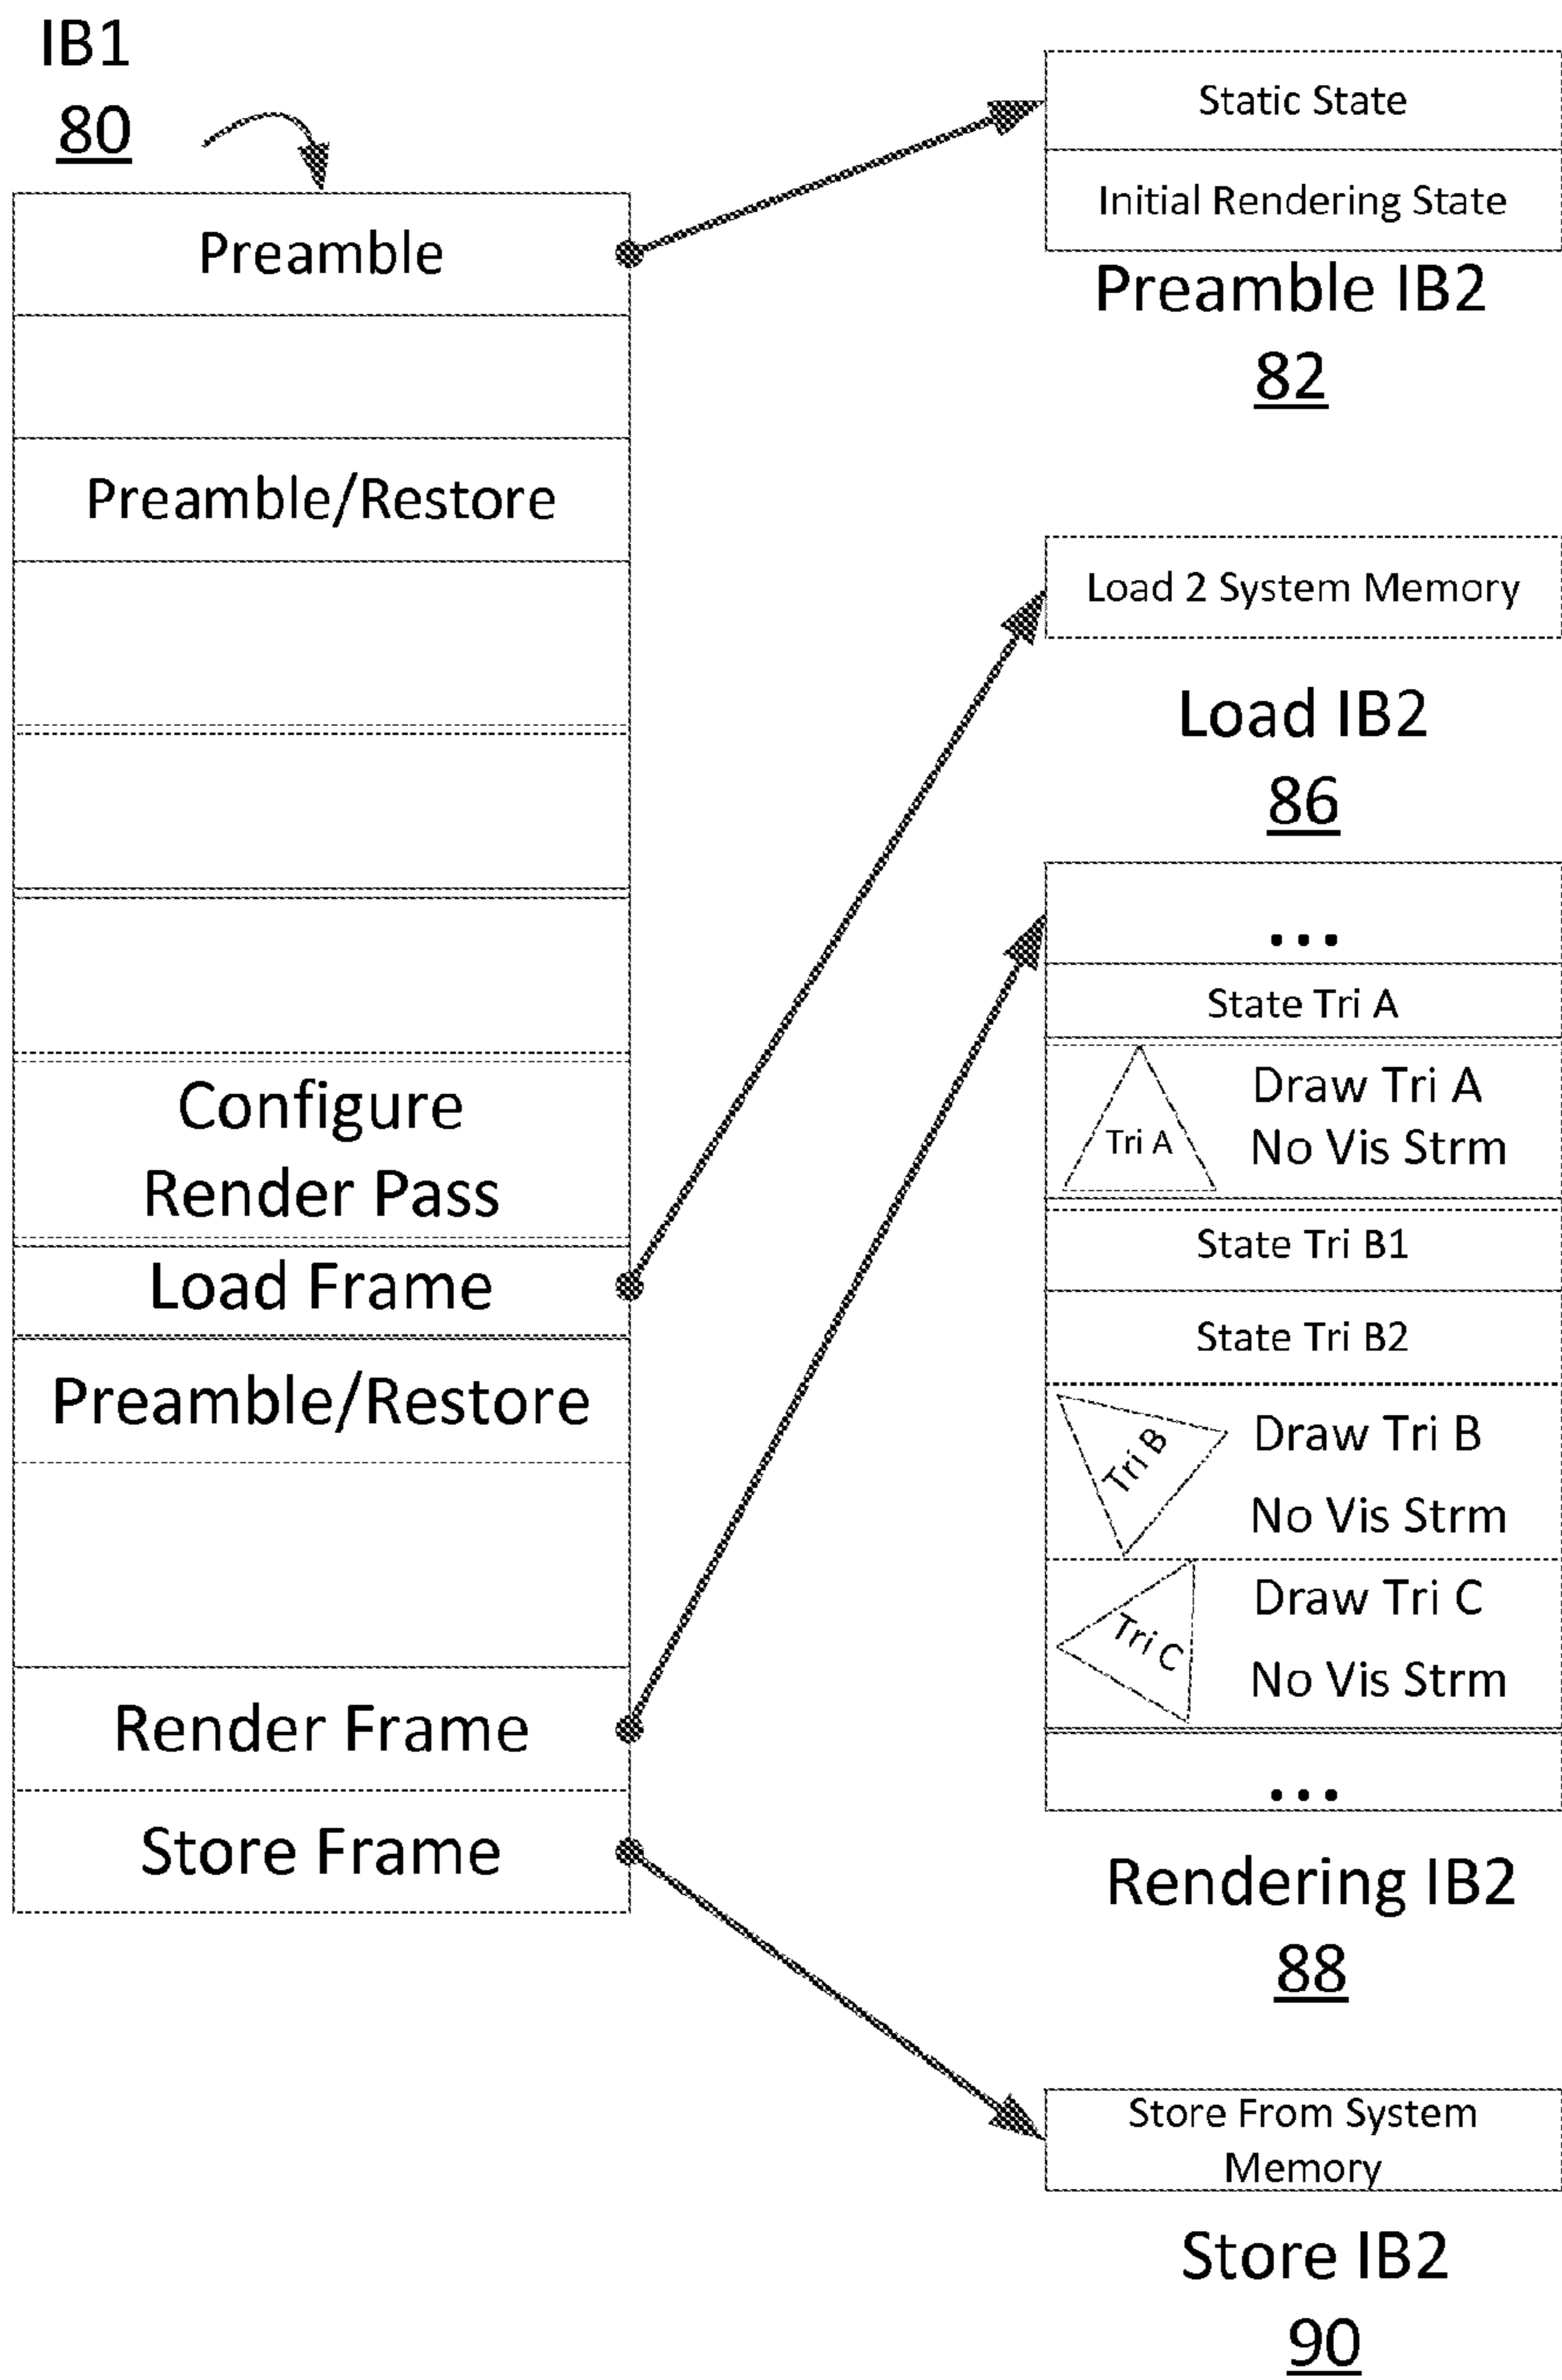 IB1
80
Preamble
Preamble/Restore
Configure
Render Pass
Load Frame
Preamble/Restore
Render Frame
Store Frame
Static State
Initial Rendering State
Preamble IB2
82
Load 2 System Memory
Load IB2
86
...
State Tri A
Tri A
Draw Tri A
No Vis Strm
State Tri B1
State Tri B2
Tri B
Draw Tri B
No Vis Strm
Tri C
Draw Tri C
No Vis Strm
...
Rendering IB2
88
Store From System
Memory
Store IB2
90